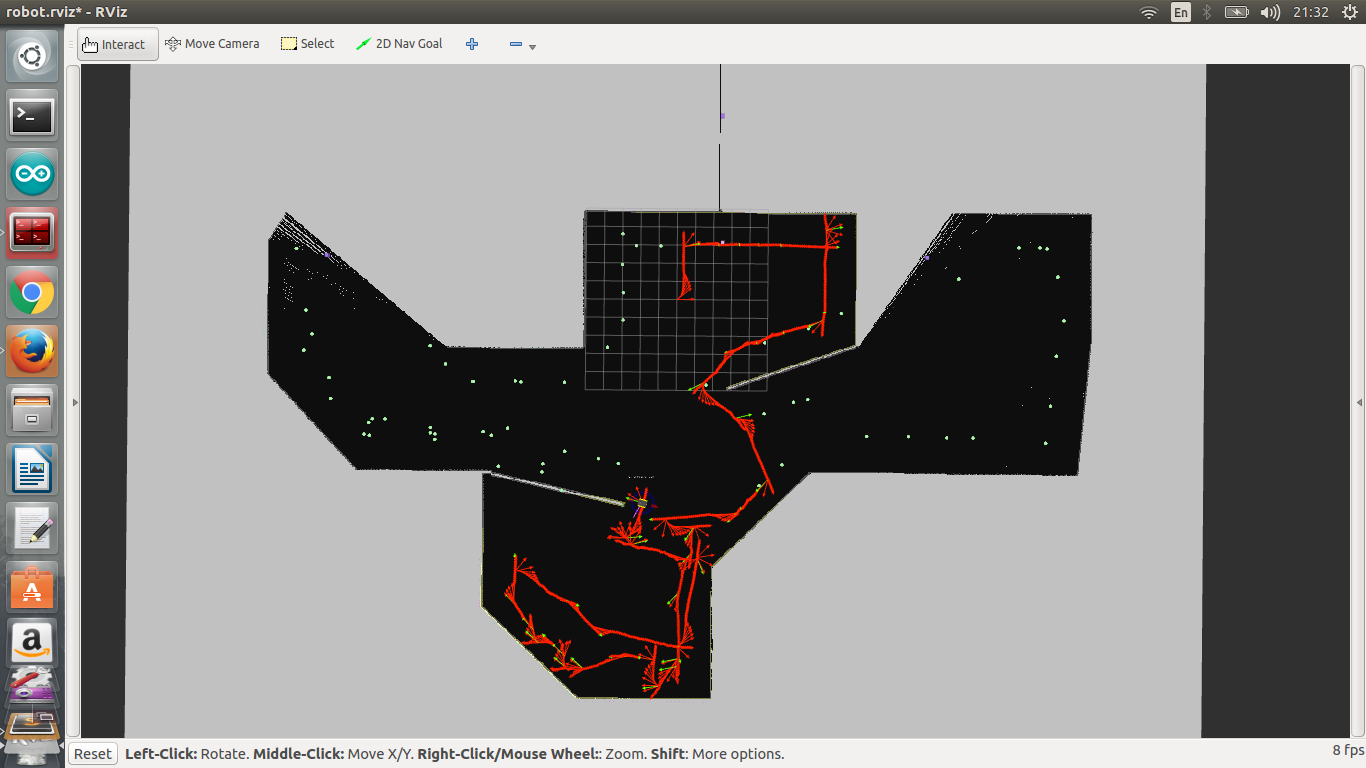 robot.rviz* - RViz
En
21:32
Interact
Move Camera
Select
2D Nav Goal
>_
a
Reset
Left-Click: Rotate. Middle-Click: Move X/Y. Right-Click/Mouse Wheel:: Zoom. Shift: More options.
8 fps